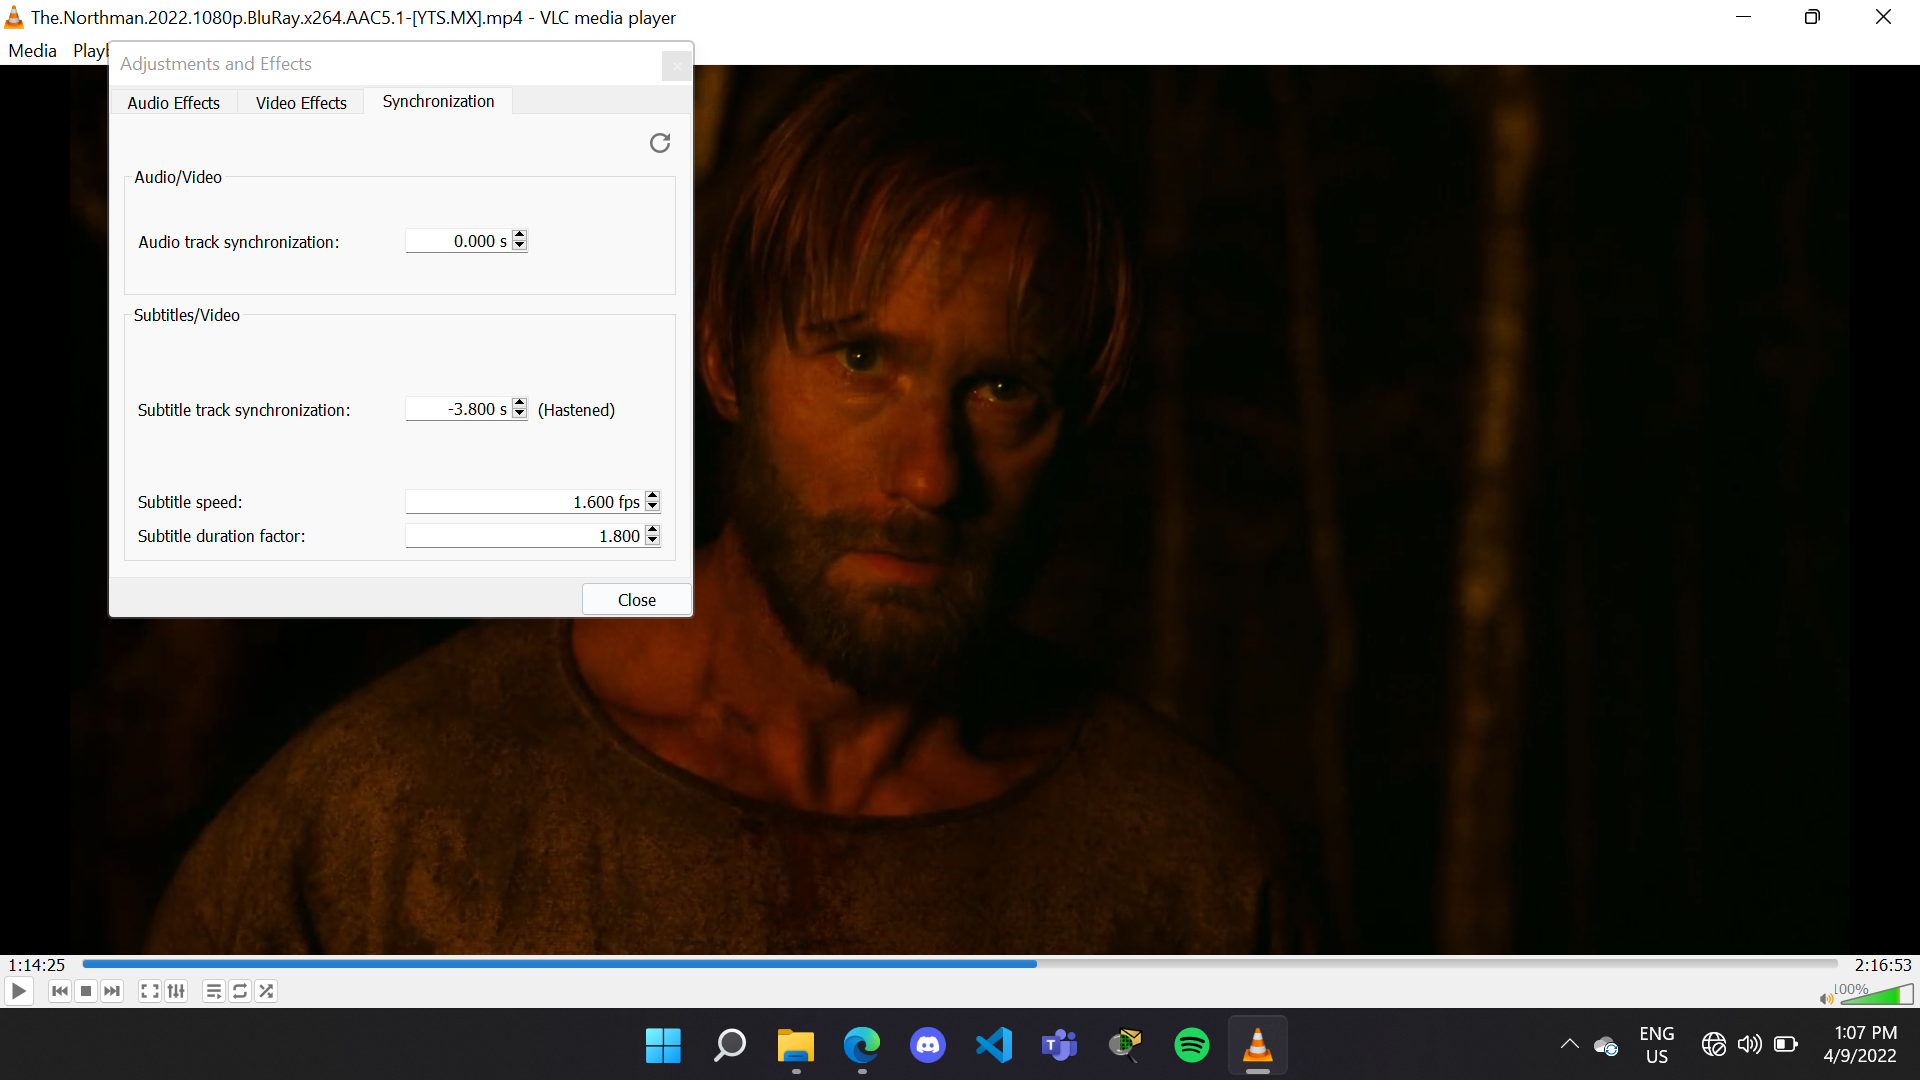 The.Northman.2022.1080p.BluRay.x264.AAC5.1-[YTS.MX].mp4 - VLC media player
Media Playb
Adjustments and Effects
Audio Effects Video Effects Synchronization
Audio/Video
Audio track synchronization: 0.000 s
Subtitles/Video
Subtitle track synchronization: -3.800 s (Hastened)
Subtitle speed: 1.600 fps
Subtitle duration factor: 1.800
Close
1:14:25 2:16:53
100%
ENG
US
1:07 PM
4/9/2022